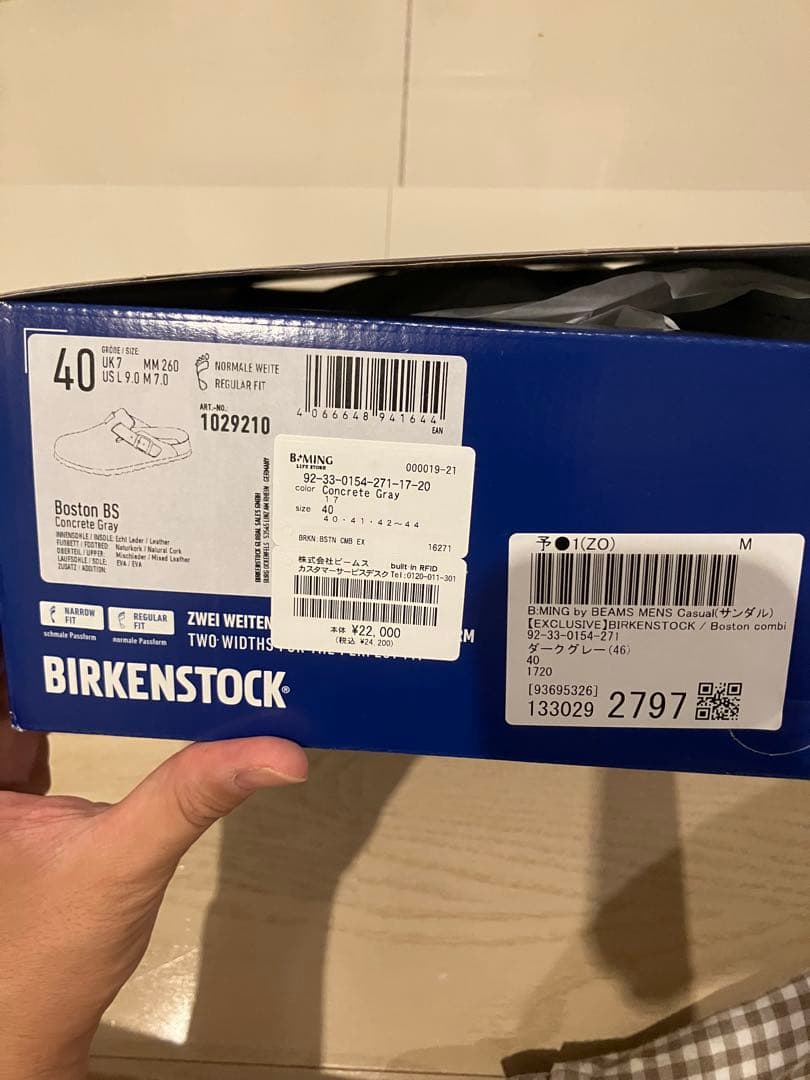 40
GRÖßE / SIZE:
UK 7 MM 260
US L 9.0 M 7.0
NORMALE WEITE
REGULAR FIT
ART.-NO.
1029210
4 066648 941644
EAN
Boston BS
Concrete Gray
INNENSOHLE / INSOLE: Echt Leder / Leather
FUßBETT / FOOTBED: Naturkork / Natural Cork
OBERTEIL / UPPER: Mischleder / Mixed Leather
LAUFSOHLE / SOLE: EVA / EVA
ZUSATZ / ADDITION:
BIRKENSTOCK GLOBAL SALES GMBH
NARROW
FIT
schmale Passform
REGULAR
FIT
normale Passform
ZWEI WEITEN
TWO WIDTHS FOR THE PERFECT FIT
BIRKENSTOCK®
B:MING
LIFE STORE
000019-21
92-33-0154-271-17-20
color Concrete Gray
17
size 40
40・41・42～44
BRKN:BSTN CMB EX
16271
株式会社ビームス built in RFID
カスタマーサービスデスク Tel:0120-011-301
本体 ¥22,000
(税込 ¥24,200)
予●1(ZO) M
B:MING by BEAMS MENS Casual(サンダル)
【EXCLUSIVE】BIRKENSTOCK / Boston combi
92-33-0154-271
ダークグレー(46)
40
1720
[93695326]
133029 2797